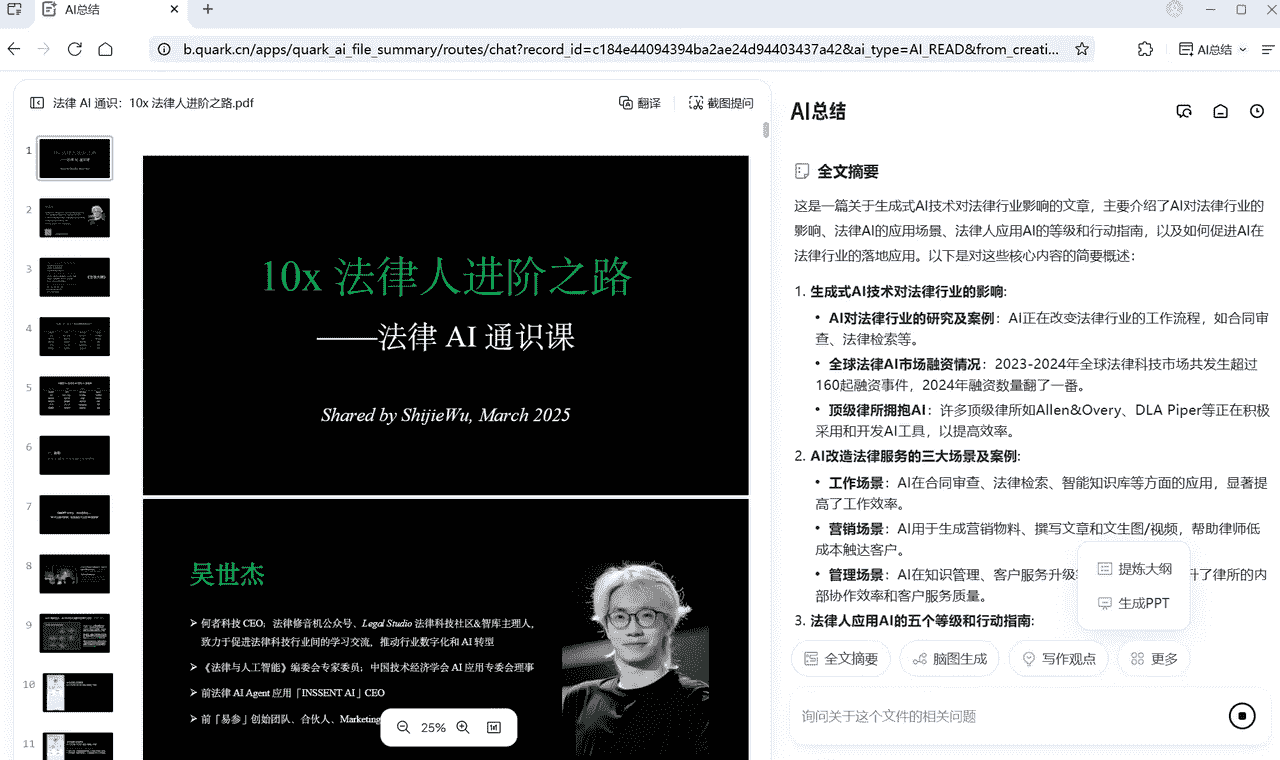 AI总结
b.quark.cn/apps/quark_ai_file_summary/routes/chat?record_id=c184e44094394ba2ae24d94403437a42&ai_type=AI_READ&from_creati...
AI总结
法律 AI 通识：10x 法律人进阶之路.pdf
翻译
截图提问
1
2
3
4
5
6
7
8
9
10
11
10x 法律人进阶之路
——法律 AI 通识课
Shared by ShijieWu, March 2025
吴世杰
何者科技 CEO；法律修音机公众号、Legal Studio 法律科技社区&智库主理人，
致力于促进法律科技行业间的学习交流，推动行业数字化和 AI 转型
《法律与人工智能》编委会专家委员；中国技术经济学会 AI 应用专委会理事
前法律 AI Agent 应用「INSSENT AI」CEO
前「易参」创始团队、合伙人、Marketing
25%
AI总结
全文摘要
这是一篇关于生成式AI技术对法律行业影响的文章，主要介绍了AI对法律行业的
影响、法律AI的应用场景、法律人应用AI的等级和行动指南，以及如何促进AI在
法律行业的落地应用。以下是对这些核心内容的简要概述：
1. 生成式AI技术对法律行业的影响:
• AI对法律行业的研究及案例：AI正在改变法律行业的工作流程，如合同审
查、法律检索等。
• 全球法律AI市场融资情况：2023-2024年全球法律科技市场共发生超过
160起融资事件，2024年融资数量翻了一番。
• 顶级律所拥抱AI：许多顶级律所如Allen&Overy、DLA Piper等正在积极
采用和开发AI工具，以提高效率。
2. AI改造法律服务的三大场景及案例:
• 工作场景：AI在合同审查、法律检索、智能知识库等方面的应用，显著提
高了工作效率。
• 营销场景：AI用于生成营销物料、撰写文章和文生图/视频，帮助律师低
成本触达客户。
• 管理场景：AI在知识管理、客户服务升级 升了律所的内
部协作效率和客户服务质量。
3. 法律人应用AI的五个等级和行动指南:
提炼大纲
生成PPT
全文摘要
脑图生成
写作观点
更多
询问关于这个文件的相关问题